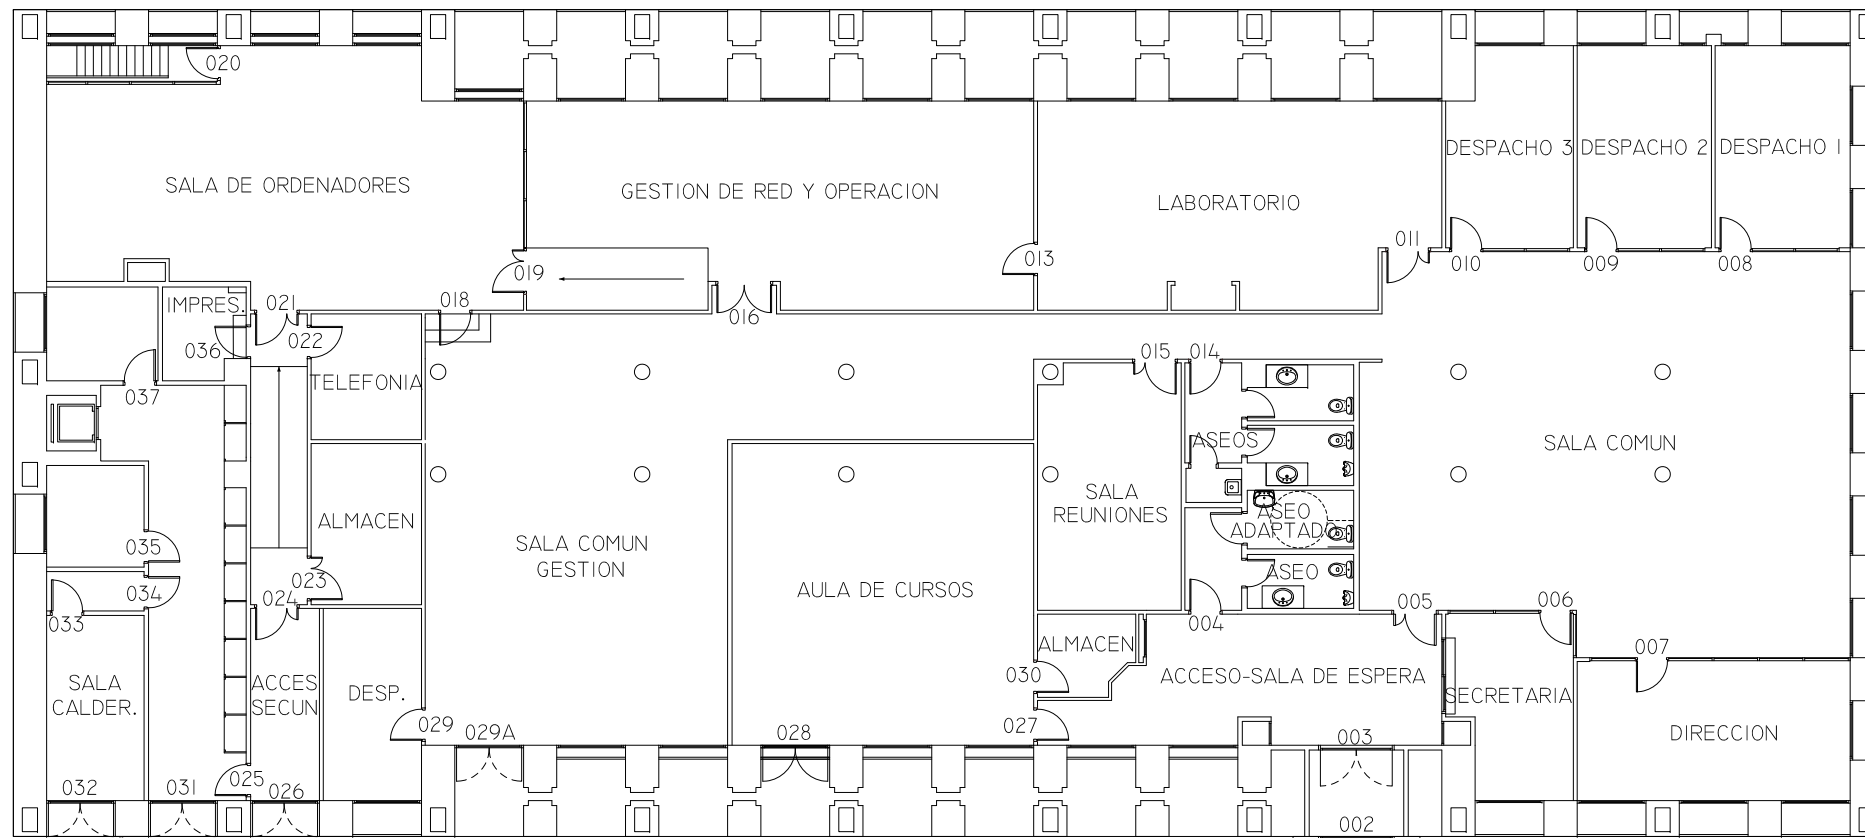 020
SALA DE ORDENADORES
GESTION DE RED Y OPERACION
LABORATORIO
DESPACHO 3
DESPACHO 2
DESPACHO 1
011
010
009
008
013
019
018
016
021
022
IMPRES.
036
037
TELEFONIA
015
014
ASEOS
SALA COMUN
SALA
REUNIONES
ASEO
ADAPTADO
ASEO
ALMACEN
SALA COMUN
GESTION
AULA DE CURSOS
035
034
033
023
024
004
005
006
007
ALMACEN
030
ACCESO-SALA DE ESPERA
SECRETARIA
DIRECCION
SALA
CALDER.
ACCES
SECUN
DESP.
029
029A
028
027
003
025
032
031
026
002